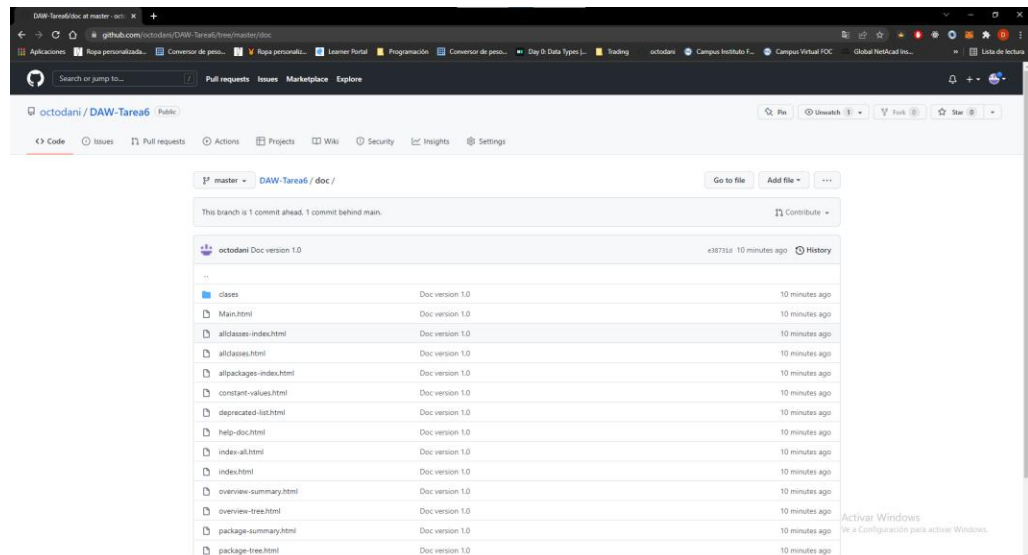 DAW-Tarea6/doc at master · octo
github.com/octodani/DAW-Tarea6/tree/master/doc
Aplicaciones Ropa personalizada... Conversor de peso... Y Ropa personaliz... Learner Portal Programación Conversor de peso... Day 0: Data Types |... Trading octodani Campus Instituto F... Campus Virtual FOC Global NetAcad Ins... » Lista de lectura
Search or jump to... / Pull requests Issues Marketplace Explore
octodani / DAW-Tarea6 Public Pin Unwatch 1 Fork 0 Star 0
<> Code Issues Pull requests Actions Projects Wiki Security Insights Settings
master DAW-Tarea6 / doc / Go to file Add file ...
This branch is 1 commit ahead, 1 commit behind main. Contribute
octodani Doc version 1.0 e38731d 10 minutes ago History
..
clases Doc version 1.0 10 minutes ago
Main.html Doc version 1.0 10 minutes ago
allclasses-index.html Doc version 1.0 10 minutes ago
allclasses.html Doc version 1.0 10 minutes ago
allpackages-index.html Doc version 1.0 10 minutes ago
constant-values.html Doc version 1.0 10 minutes ago
deprecated-list.html Doc version 1.0 10 minutes ago
help-doc.html Doc version 1.0 10 minutes ago
index-all.html Doc version 1.0 10 minutes ago
index.html Doc version 1.0 10 minutes ago
overview-summary.html Doc version 1.0 10 minutes ago
overview-tree.html Doc version 1.0 10 minutes ago
Activar Windows
package-summary.html Doc version 1.0 10 minutes ago
Ve a Configuración para activar Windows.
package-tree.html Doc version 1.0 10 minutes ago